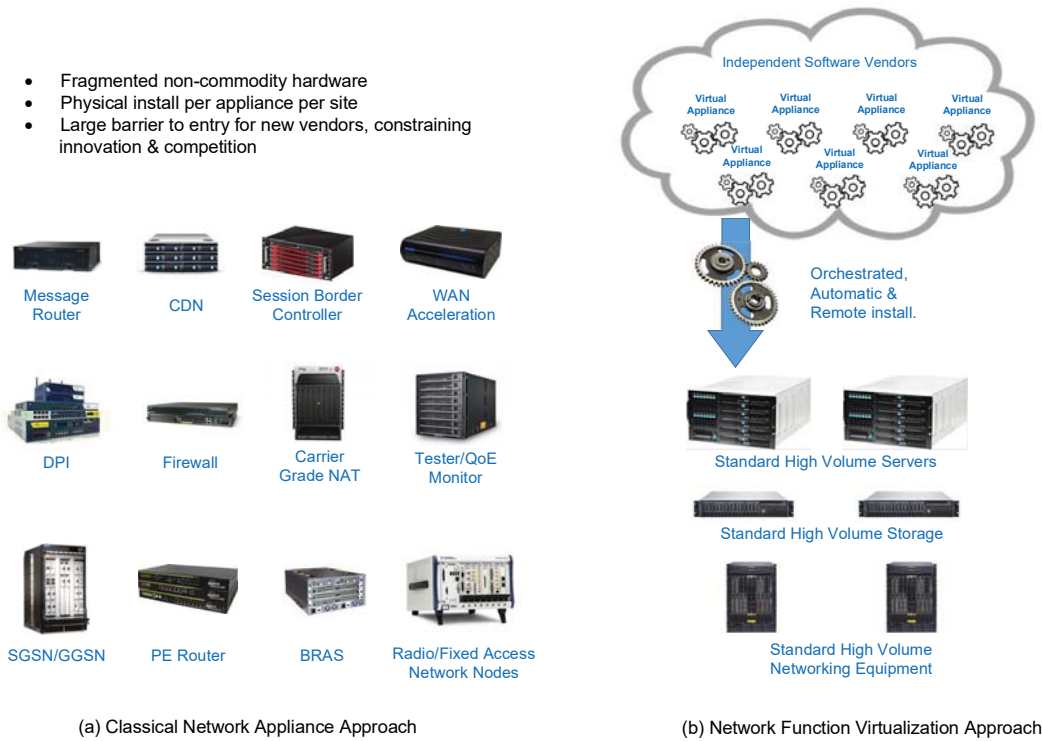 • Fragmented non-commodity hardware
• Physical install per appliance per site
• Large barrier to entry for new vendors, constraining
innovation & competition
Message
Router
CDN
Session Border
Controller
WAN
Acceleration
DPI
Firewall
Carrier
Grade NAT
Tester/QoE
Monitor
SGSN/GGSN
PE Router
BRAS
Radio/Fixed Access
Network Nodes
(a) Classical Network Appliance Approach
Independent Software Vendors
Virtual
Appliance
Virtual
Appliance
Virtual
Appliance
Virtual
Appliance
Virtual
Appliance
Virtual
Appliance
Virtual
Appliance
Orchestrated,
Automatic &
Remote install.
Standard High Volume Servers
Standard High Volume Storage
Standard High Volume
Networking Equipment
(b) Network Function Virtualization Approach